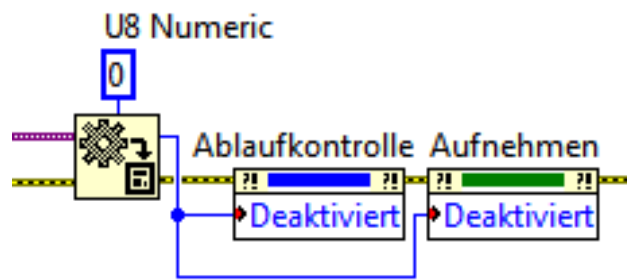 U8 Numeric
0
Ablaufkontrolle Aufnehmen
?! ?! ?! ?!
Deaktiviert Deaktiviert